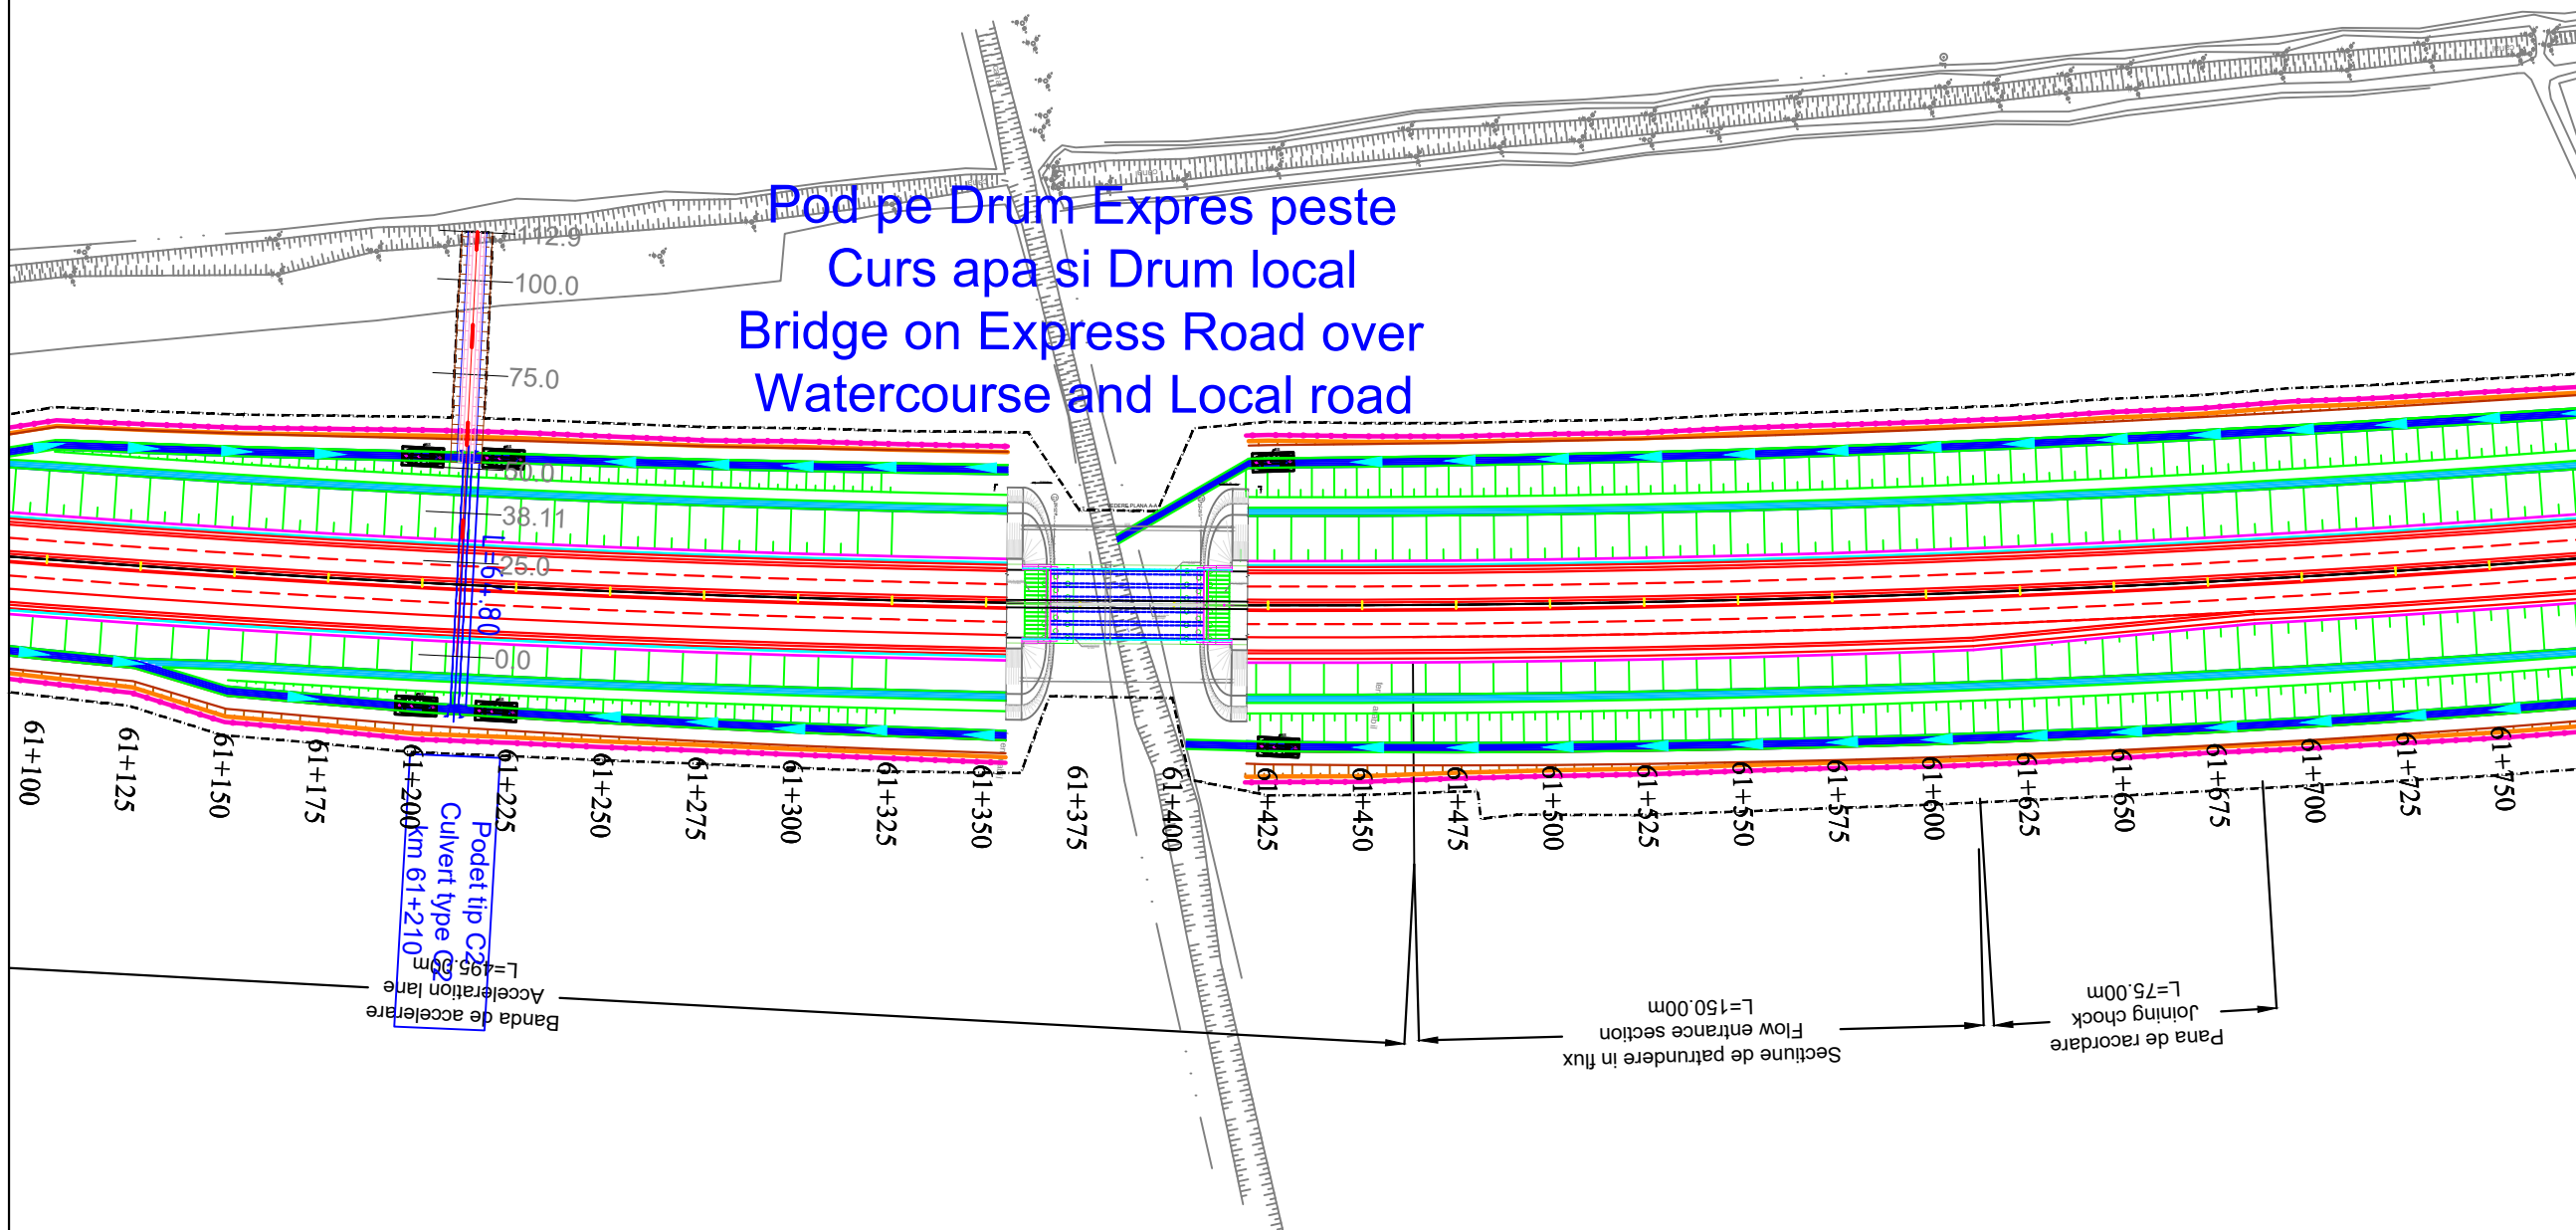 Pod pe Drum Expres peste
Curs apa si Drum local
Bridge on Express Road over
Watercourse and Local road
112.9
100.0
75.0
50.0
38.11
25.0
0.0
L=64.80
canal
VEDERE PLANA A-A
61+100
61+125
61+150
61+175
61+200
61+225
61+250
61+275
61+300
61+325
61+350
61+375
61+400
61+425
61+450
61+475
61+500
61+525
61+550
61+575
61+600
61+625
61+650
61+675
61+700
61+725
61+750
Podet tip C2
Culvert type C2
km 61+210
Banda de accelerare
Acceleration lane
L=495.00m
Sectiune de patrundere in flux
Flow entrance section
L=150.00m
Pana de racordare
Joining chock
L=75.00m